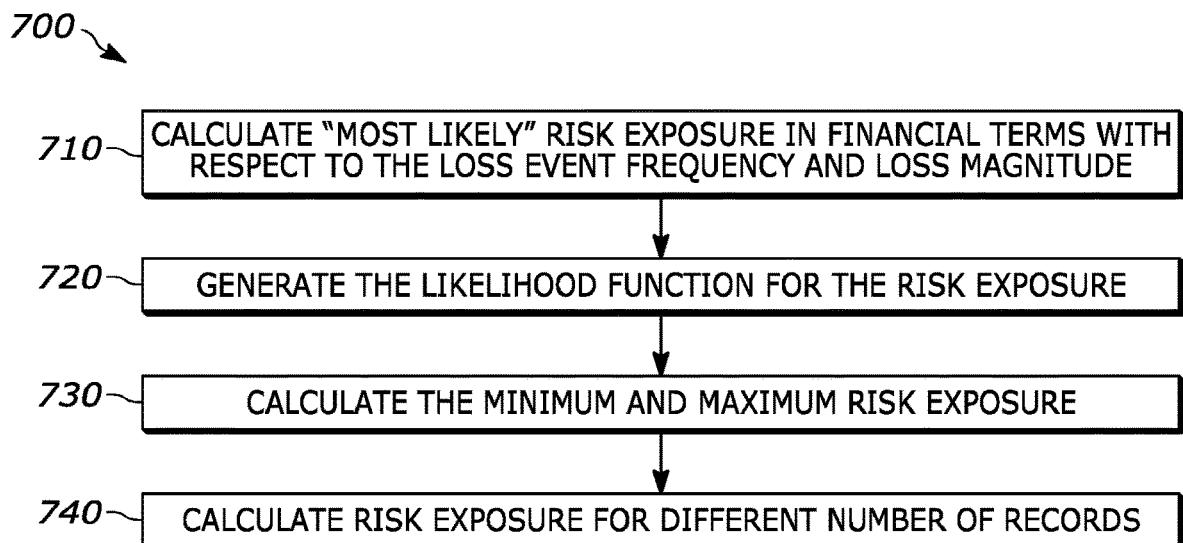 700
710
CALCULATE “MOST LIKELY” RISK EXPOSURE IN FINANCIAL TERMS WITH
RESPECT TO THE LOSS EVENT FREQUENCY AND LOSS MAGNITUDE
720
GENERATE THE LIKELIHOOD FUNCTION FOR THE RISK EXPOSURE
730
CALCULATE THE MINIMUM AND MAXIMUM RISK EXPOSURE
740
CALCULATE RISK EXPOSURE FOR DIFFERENT NUMBER OF RECORDS